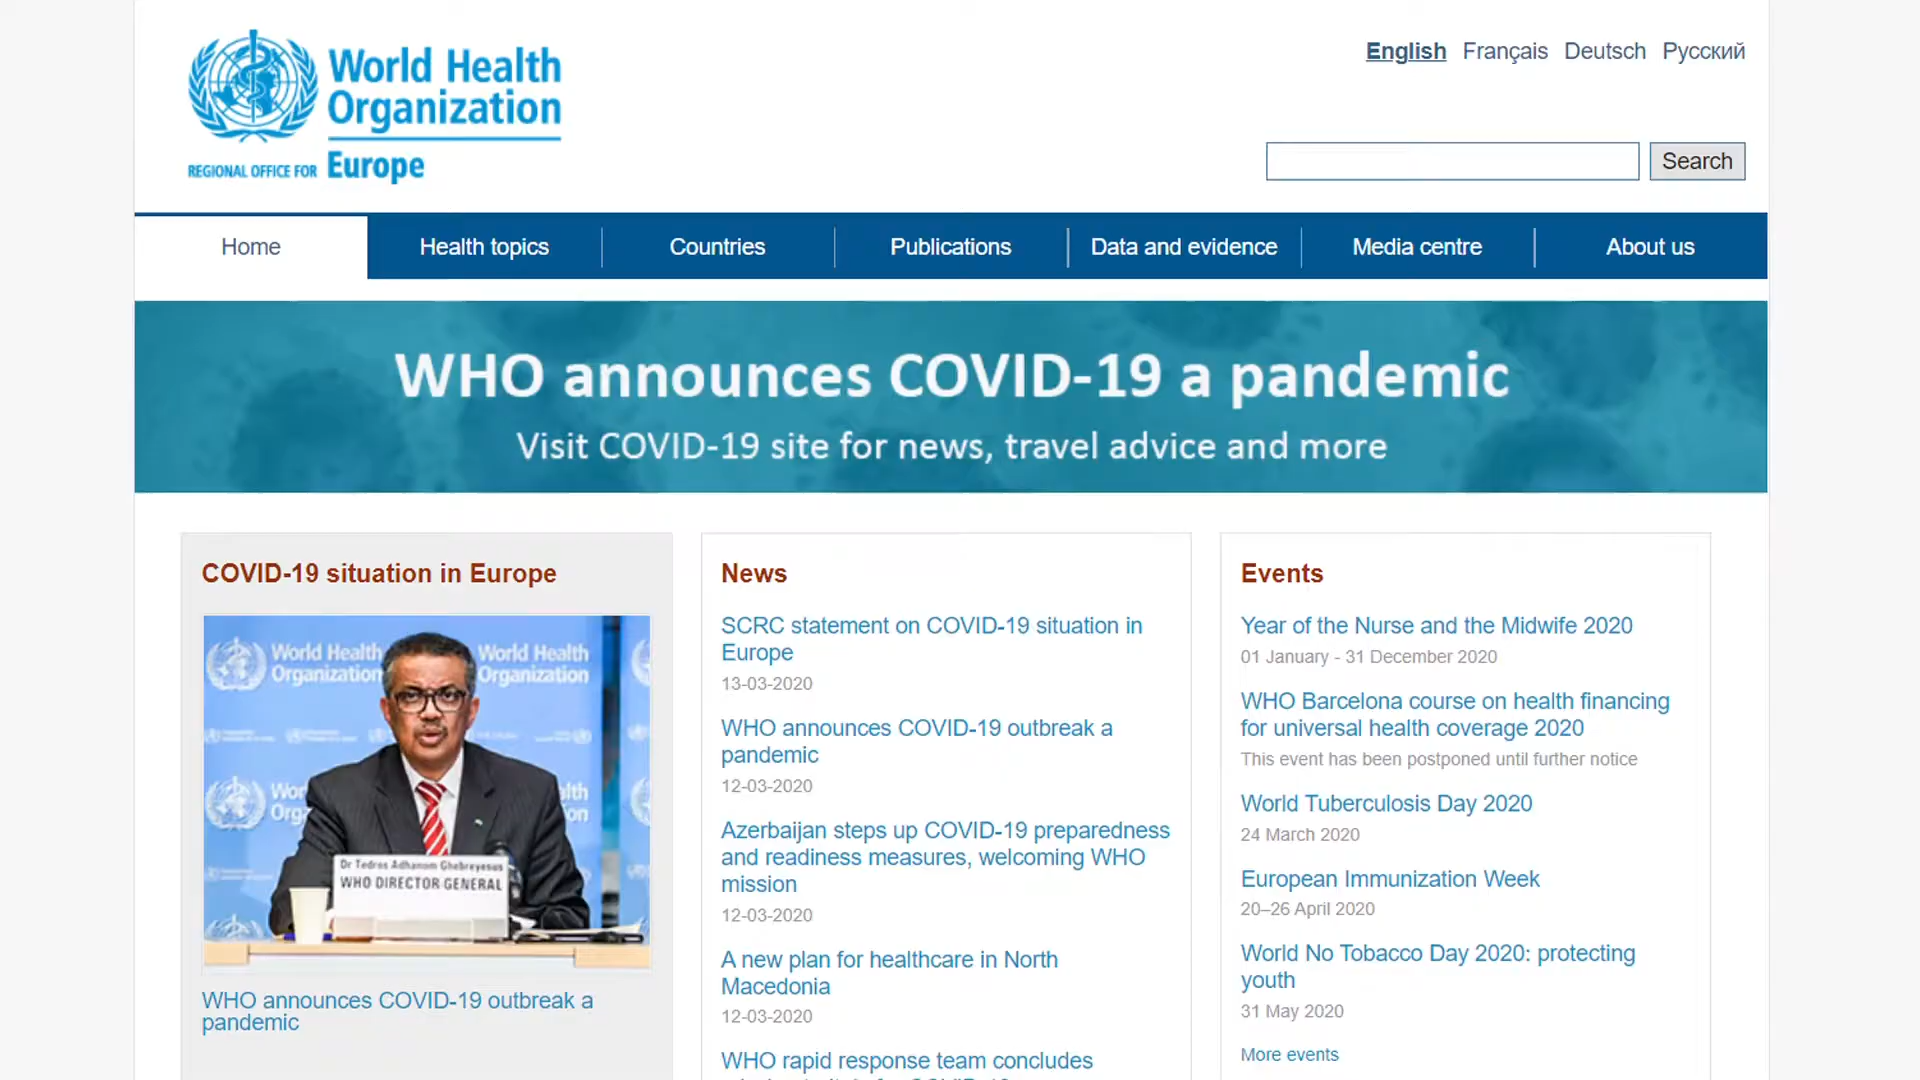 World Health
Organization
REGIONAL OFFICE FOR Europe
English Français Deutsch Русский
Search
Home Health topics Countries Publications Data and evidence Media centre About us
WHO announces COVID-19 a pandemic
Visit COVID-19 site for news, travel advice and more
COVID-19 situation in Europe
World Health
Organization
World Health
Organization
Dr Tedros Adhanom Ghebreyesus
WHO DIRECTOR GENERAL
WHO announces COVID-19 outbreak a
pandemic
News
SCRC statement on COVID-19 situation in
Europe
13-03-2020
WHO announces COVID-19 outbreak a
pandemic
12-03-2020
Azerbaijan steps up COVID-19 preparedness
and readiness measures, welcoming WHO
mission
12-03-2020
A new plan for healthcare in North
Macedonia
12-03-2020
WHO rapid response team concludes
Events
Year of the Nurse and the Midwife 2020
01 January - 31 December 2020
WHO Barcelona course on health financing
for universal health coverage 2020
This event has been postponed until further notice
World Tuberculosis Day 2020
24 March 2020
European Immunization Week
20–26 April 2020
World No Tobacco Day 2020: protecting
youth
31 May 2020
More events